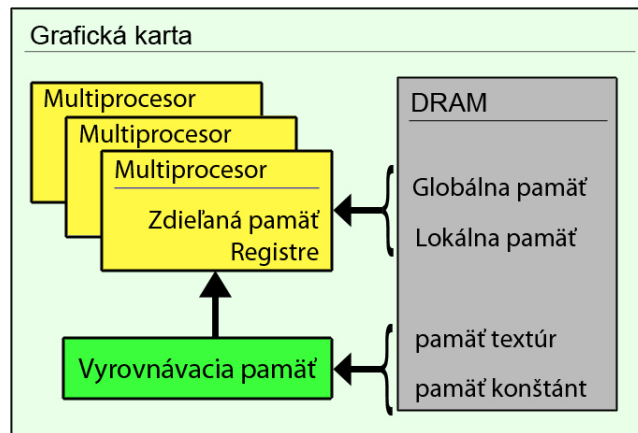 Grafická karta
Multiprocesor
Multiprocesor
Multiprocesor
Zdieľaná pamäť
Registre
Vyrovnávacia pamäť
DRAM
Globálna pamäť
Lokálna pamäť
pamäť textúr
pamäť konštánt